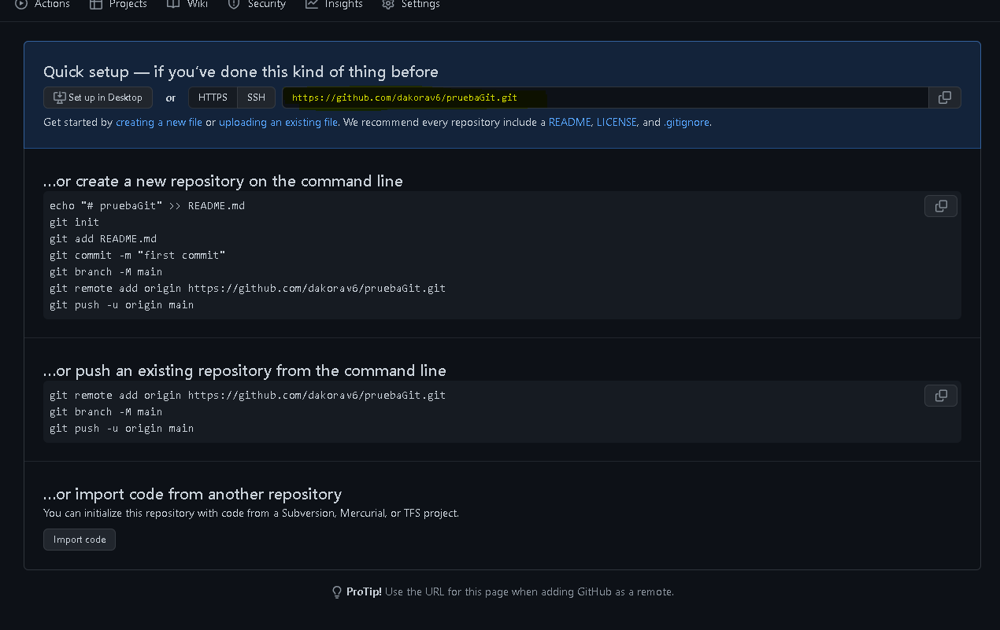 Actions Projects Wiki Security Insights Settings
Quick setup — if you've done this kind of thing before
Set up in Desktop or HTTPS SSH https://github.com/dakorav6/pruebaGit.git
Get started by creating a new file or uploading an existing file. We recommend every repository include a README, LICENSE, and .gitignore.
...or create a new repository on the command line
echo "# pruebaGit" >> README.md
git init
git add README.md
git commit -m "first commit"
git branch -M main
git remote add origin https://github.com/dakorav6/pruebaGit.git
git push -u origin main
...or push an existing repository from the command line
git remote add origin https://github.com/dakorav6/pruebaGit.git
git branch -M main
git push -u origin main
...or import code from another repository
You can initialize this repository with code from a Subversion, Mercurial, or TFS project.
Import code
ProTip! Use the URL for this page when adding GitHub as a remote.